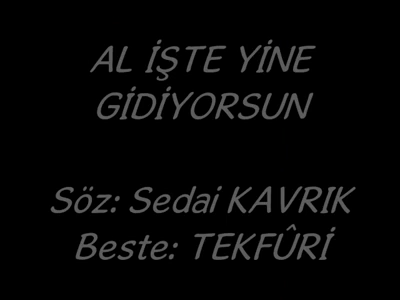 AL İŞTE YİNE
GİDİYORSUN
Söz: Sedai KAVRIK
Beste: TEKFÛRİ